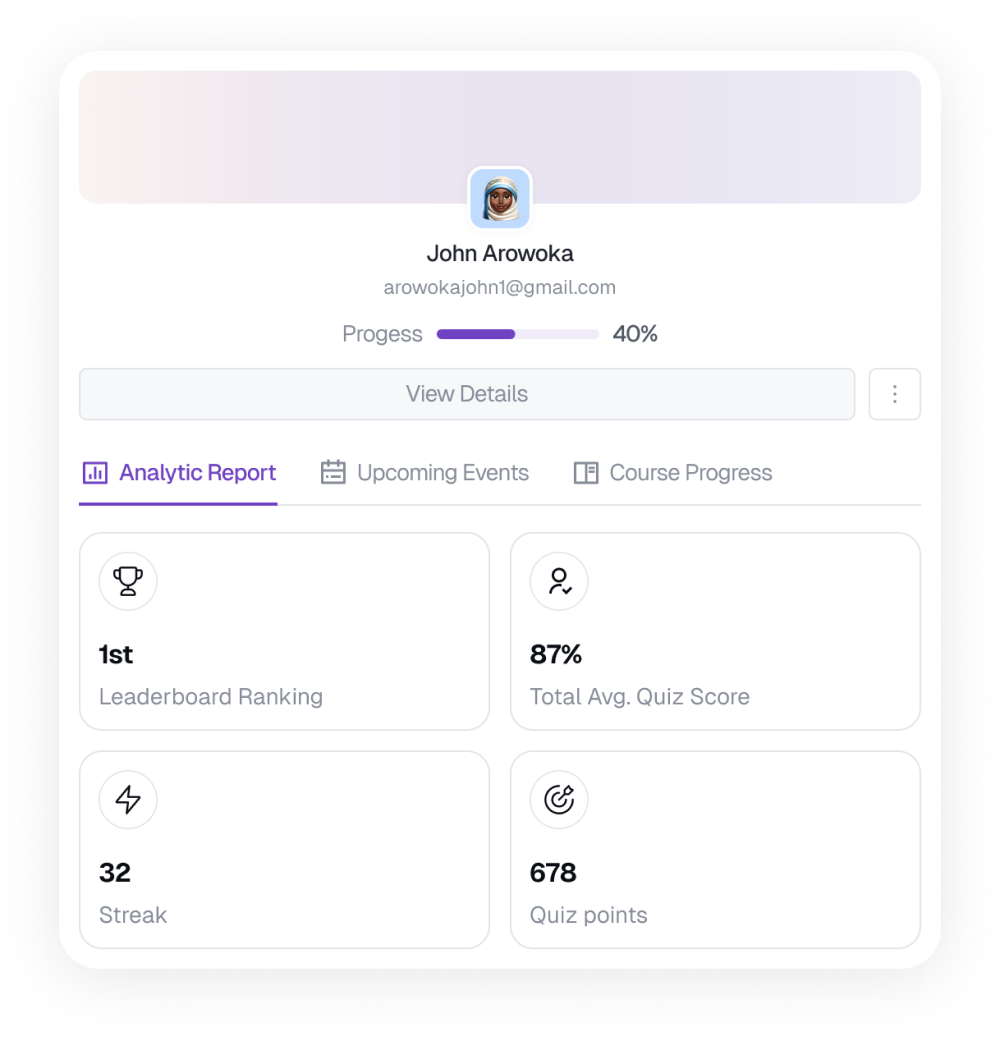 John Arowoka
arowokajohn1@gmail.com
Progess 40%
View Details
Analytic Report Upcoming Events Course Progress
1st
Leaderboard Ranking
87%
Total Avg. Quiz Score
32
Streak
678
Quiz points